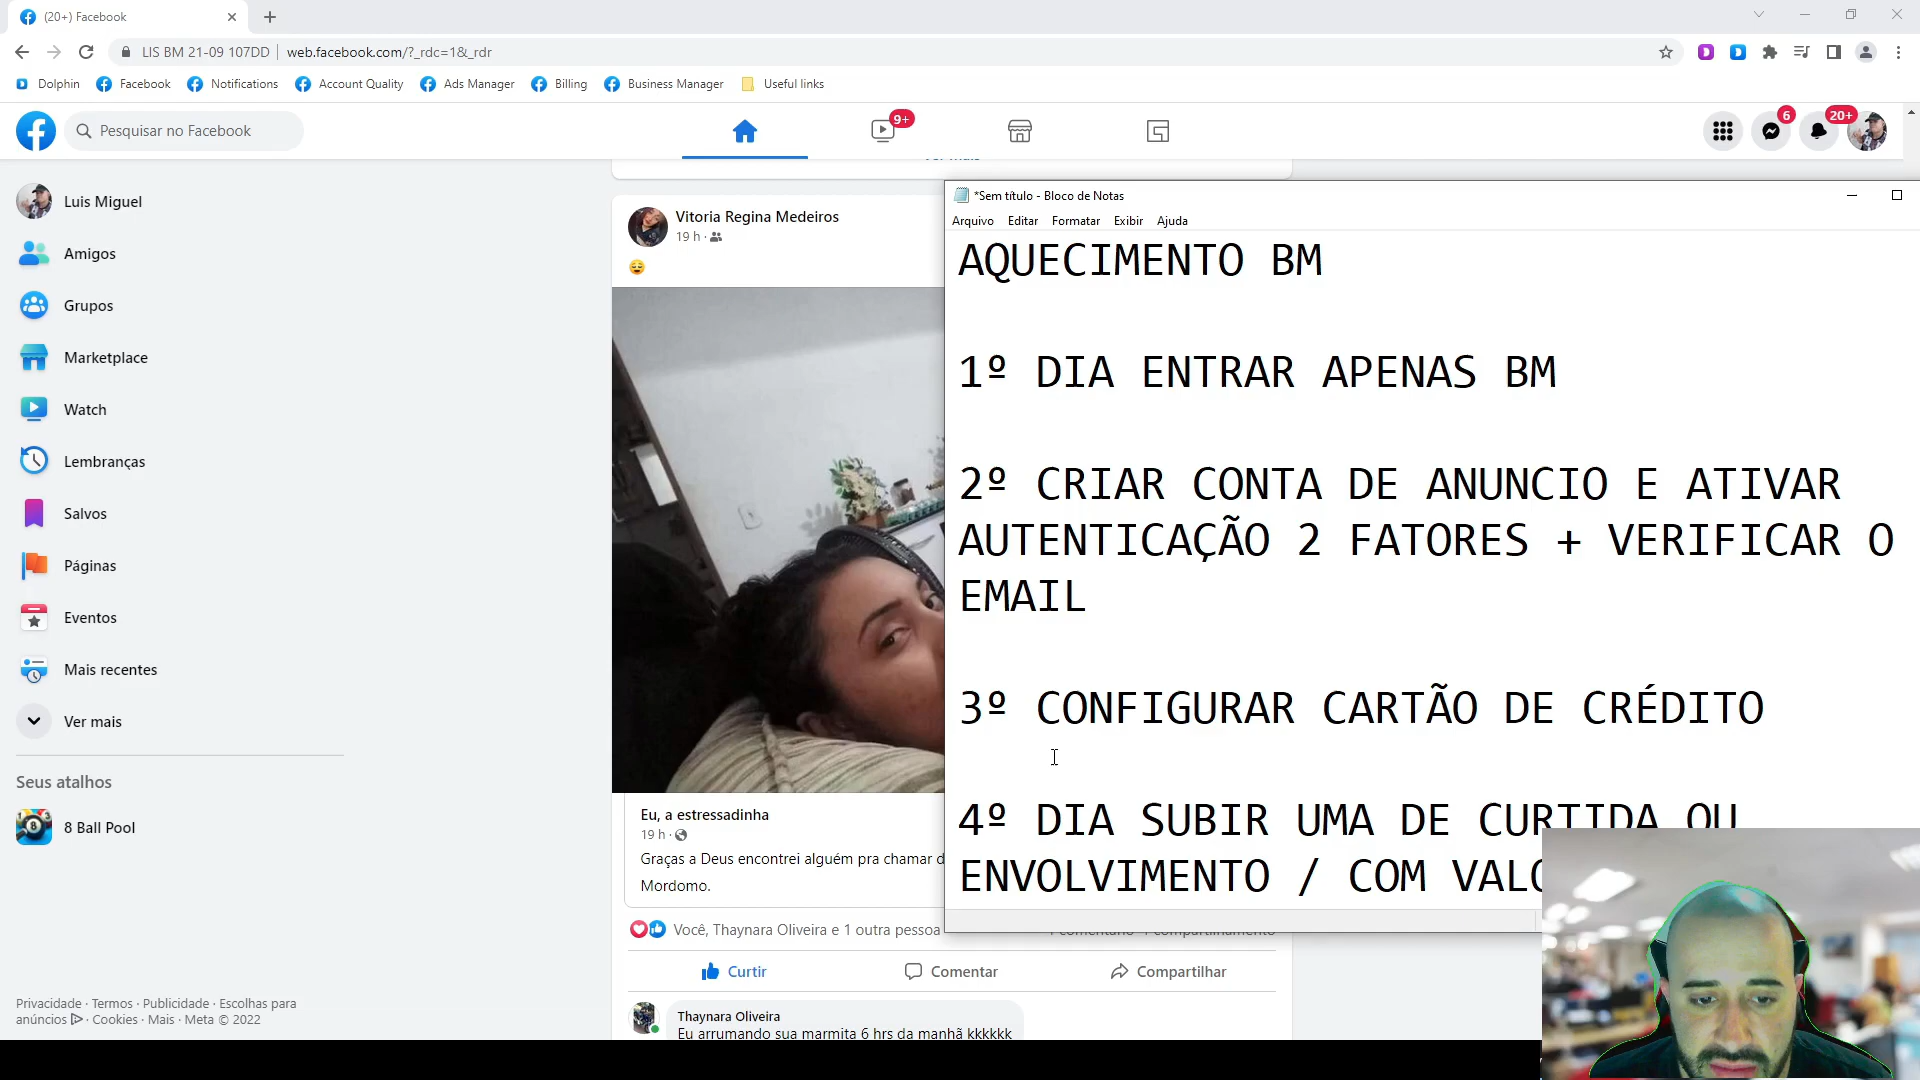 (20+) Facebook
LIS BM 21-09 107DD
web.facebook.com/?_rdc=1&_rdr
Dolphin
Facebook
Notifications
Account Quality
Ads Manager
Billing
Business Manager
Useful links
Pesquisar no Facebook
9+
6
20+
Luis Miguel
Amigos
Grupos
Marketplace
Watch
Lembranças
Salvos
Páginas
Eventos
Mais recentes
Ver mais
Seus atalhos
8 Ball Pool
Privacidade · Termos · Publicidade · Escolhas para
anúncios · Cookies · Mais · Meta © 2022
Vitoria Regina Medeiros
19 h ·
Eu, a estressadinha
19 h ·
Graças a Deus encontrei alguém pra chamar d
Mordomo.
Você, Thaynara Oliveira e 1 outra pessoa
Curtir
Comentar
Compartilhar
Thaynara Oliveira
Eu arrumando sua marmita 6 hrs da manhã kkkkkk
*Sem título - Bloco de Notas
Arquivo Editar Formatar Exibir Ajuda
AQUECIMENTO BM
1º DIA ENTRAR APENAS BM
2º CRIAR CONTA DE ANUNCIO E ATIVAR
AUTENTICAÇÃO 2 FATORES + VERIFICAR O
EMAIL
3º CONFIGURAR CARTÃO DE CRÉDITO
4º DIA SUBIR UMA DE CURTIDA OU
ENVOLVIMENTO / COM VALO